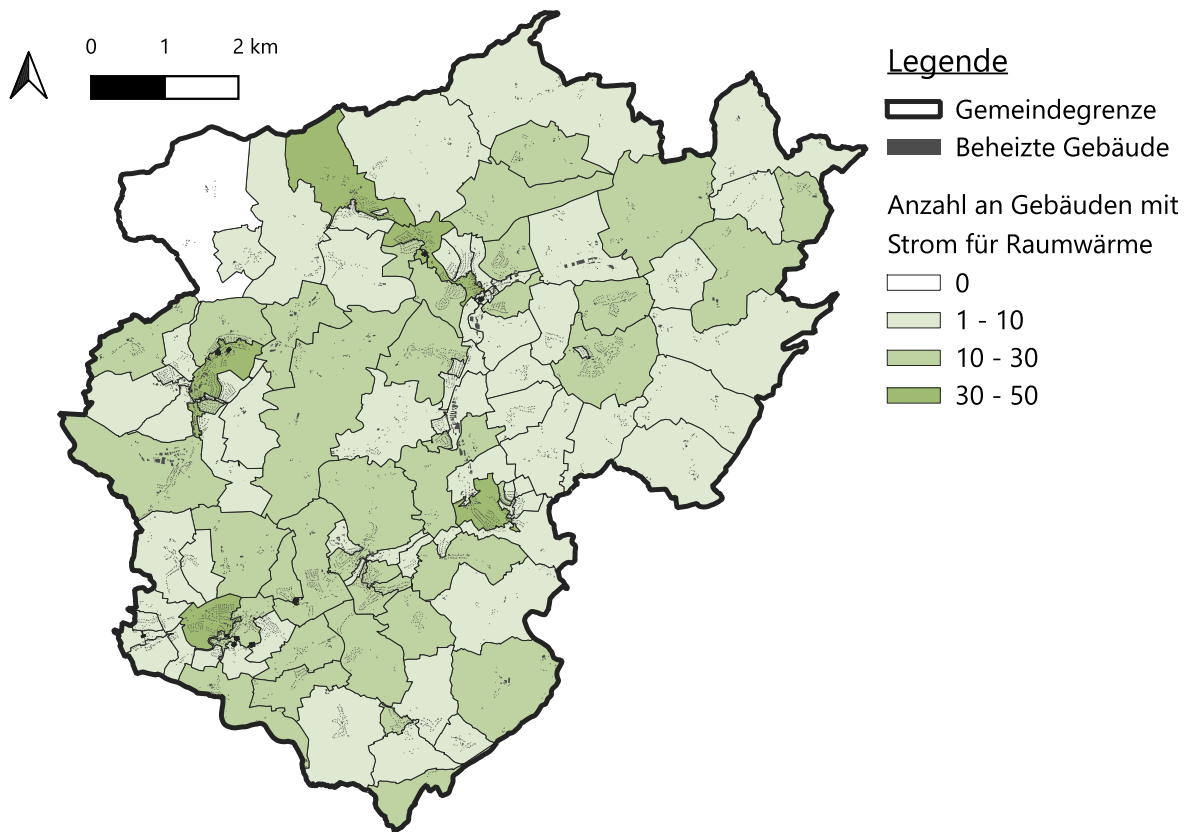 0 1 2 km
Legende
Gemeindegrenze
Beheizte Gebäude
Anzahl an Gebäuden mit
Strom für Raumwärme
0
1 - 10
10 - 30
30 - 50